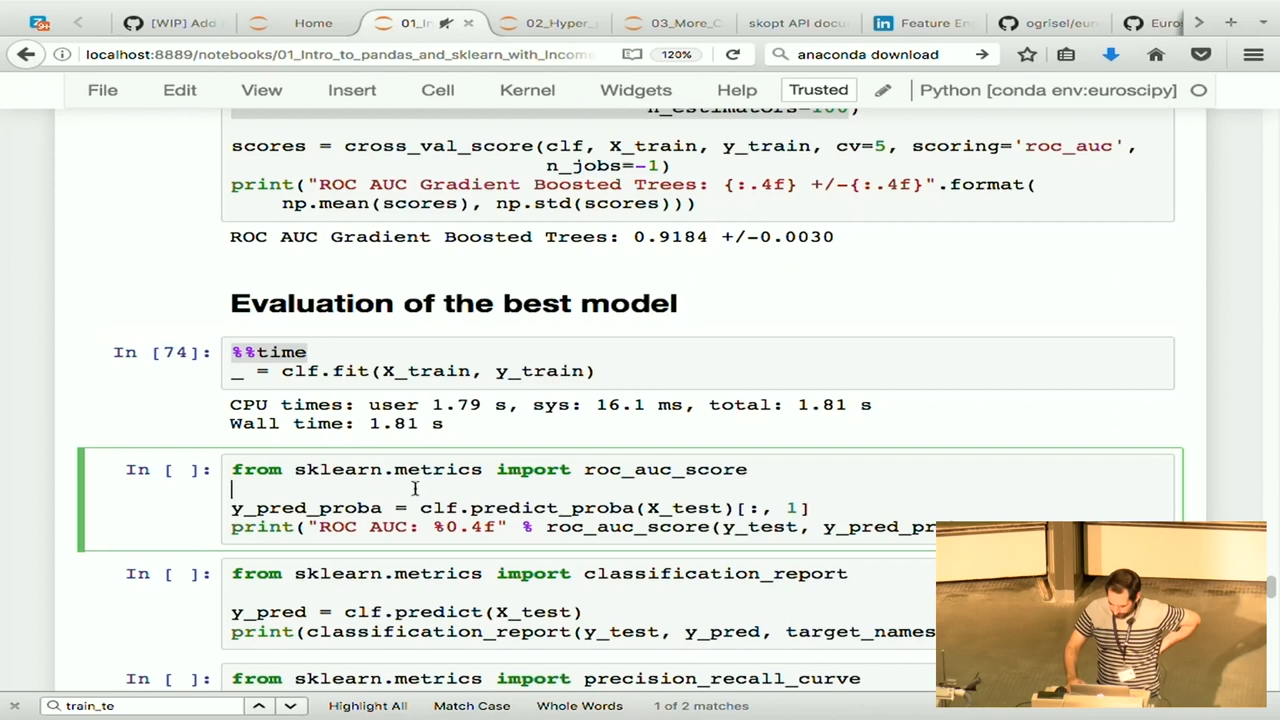 [WIP] Add
Home
01_In
02_Hyper_
03_More_C
skopt API docu
Feature En
ogrisel/eur
Euros
localhost:8889/notebooks/01_Intro_to_pandas_and_sklearn_with_Income
120%
anaconda download
File Edit View Insert Cell Kernel Widgets Help Trusted Python [conda env:euroscipy]
n_estimators=100)
scores = cross_val_score(clf, X_train, y_train, cv=5, scoring='roc_auc',
n_jobs=-1)
print("ROC AUC Gradient Boosted Trees: {:.4f} +/-{:.4f}".format(
np.mean(scores), np.std(scores)))
ROC AUC Gradient Boosted Trees: 0.9184 +/-0.0030
Evaluation of the best model
In [74]: %%time
_ = clf.fit(X_train, y_train)
CPU times: user 1.79 s, sys: 16.1 ms, total: 1.81 s
Wall time: 1.81 s
In [ ]: from sklearn.metrics import roc_auc_score
y_pred_proba = clf.predict_proba(X_test)[:, 1]
print("ROC AUC: %0.4f" % roc_auc_score(y_test, y_pred_pr
In [ ]: from sklearn.metrics import classification_report
y_pred = clf.predict(X_test)
print(classification_report(y_test, y_pred, target_names
In [ ]: from sklearn.metrics import precision_recall_curve
train_te Highlight All Match Case Whole Words 1 of 2 matches